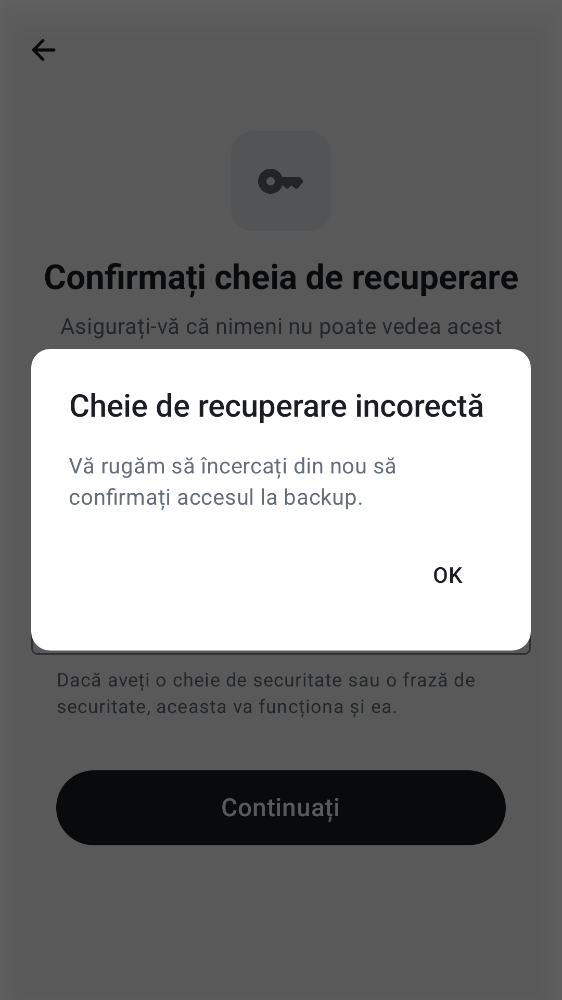 Confirmați cheia de recuperare
Asigurați-vă că nimeni nu poate vedea acest
Cheie de recuperare incorectă
Vă rugăm să încercați din nou să
confirmați accesul la backup.
OK
Dacă aveți o cheie de securitate sau o frază de
securitate, aceasta va funcționa și ea.
Continuați